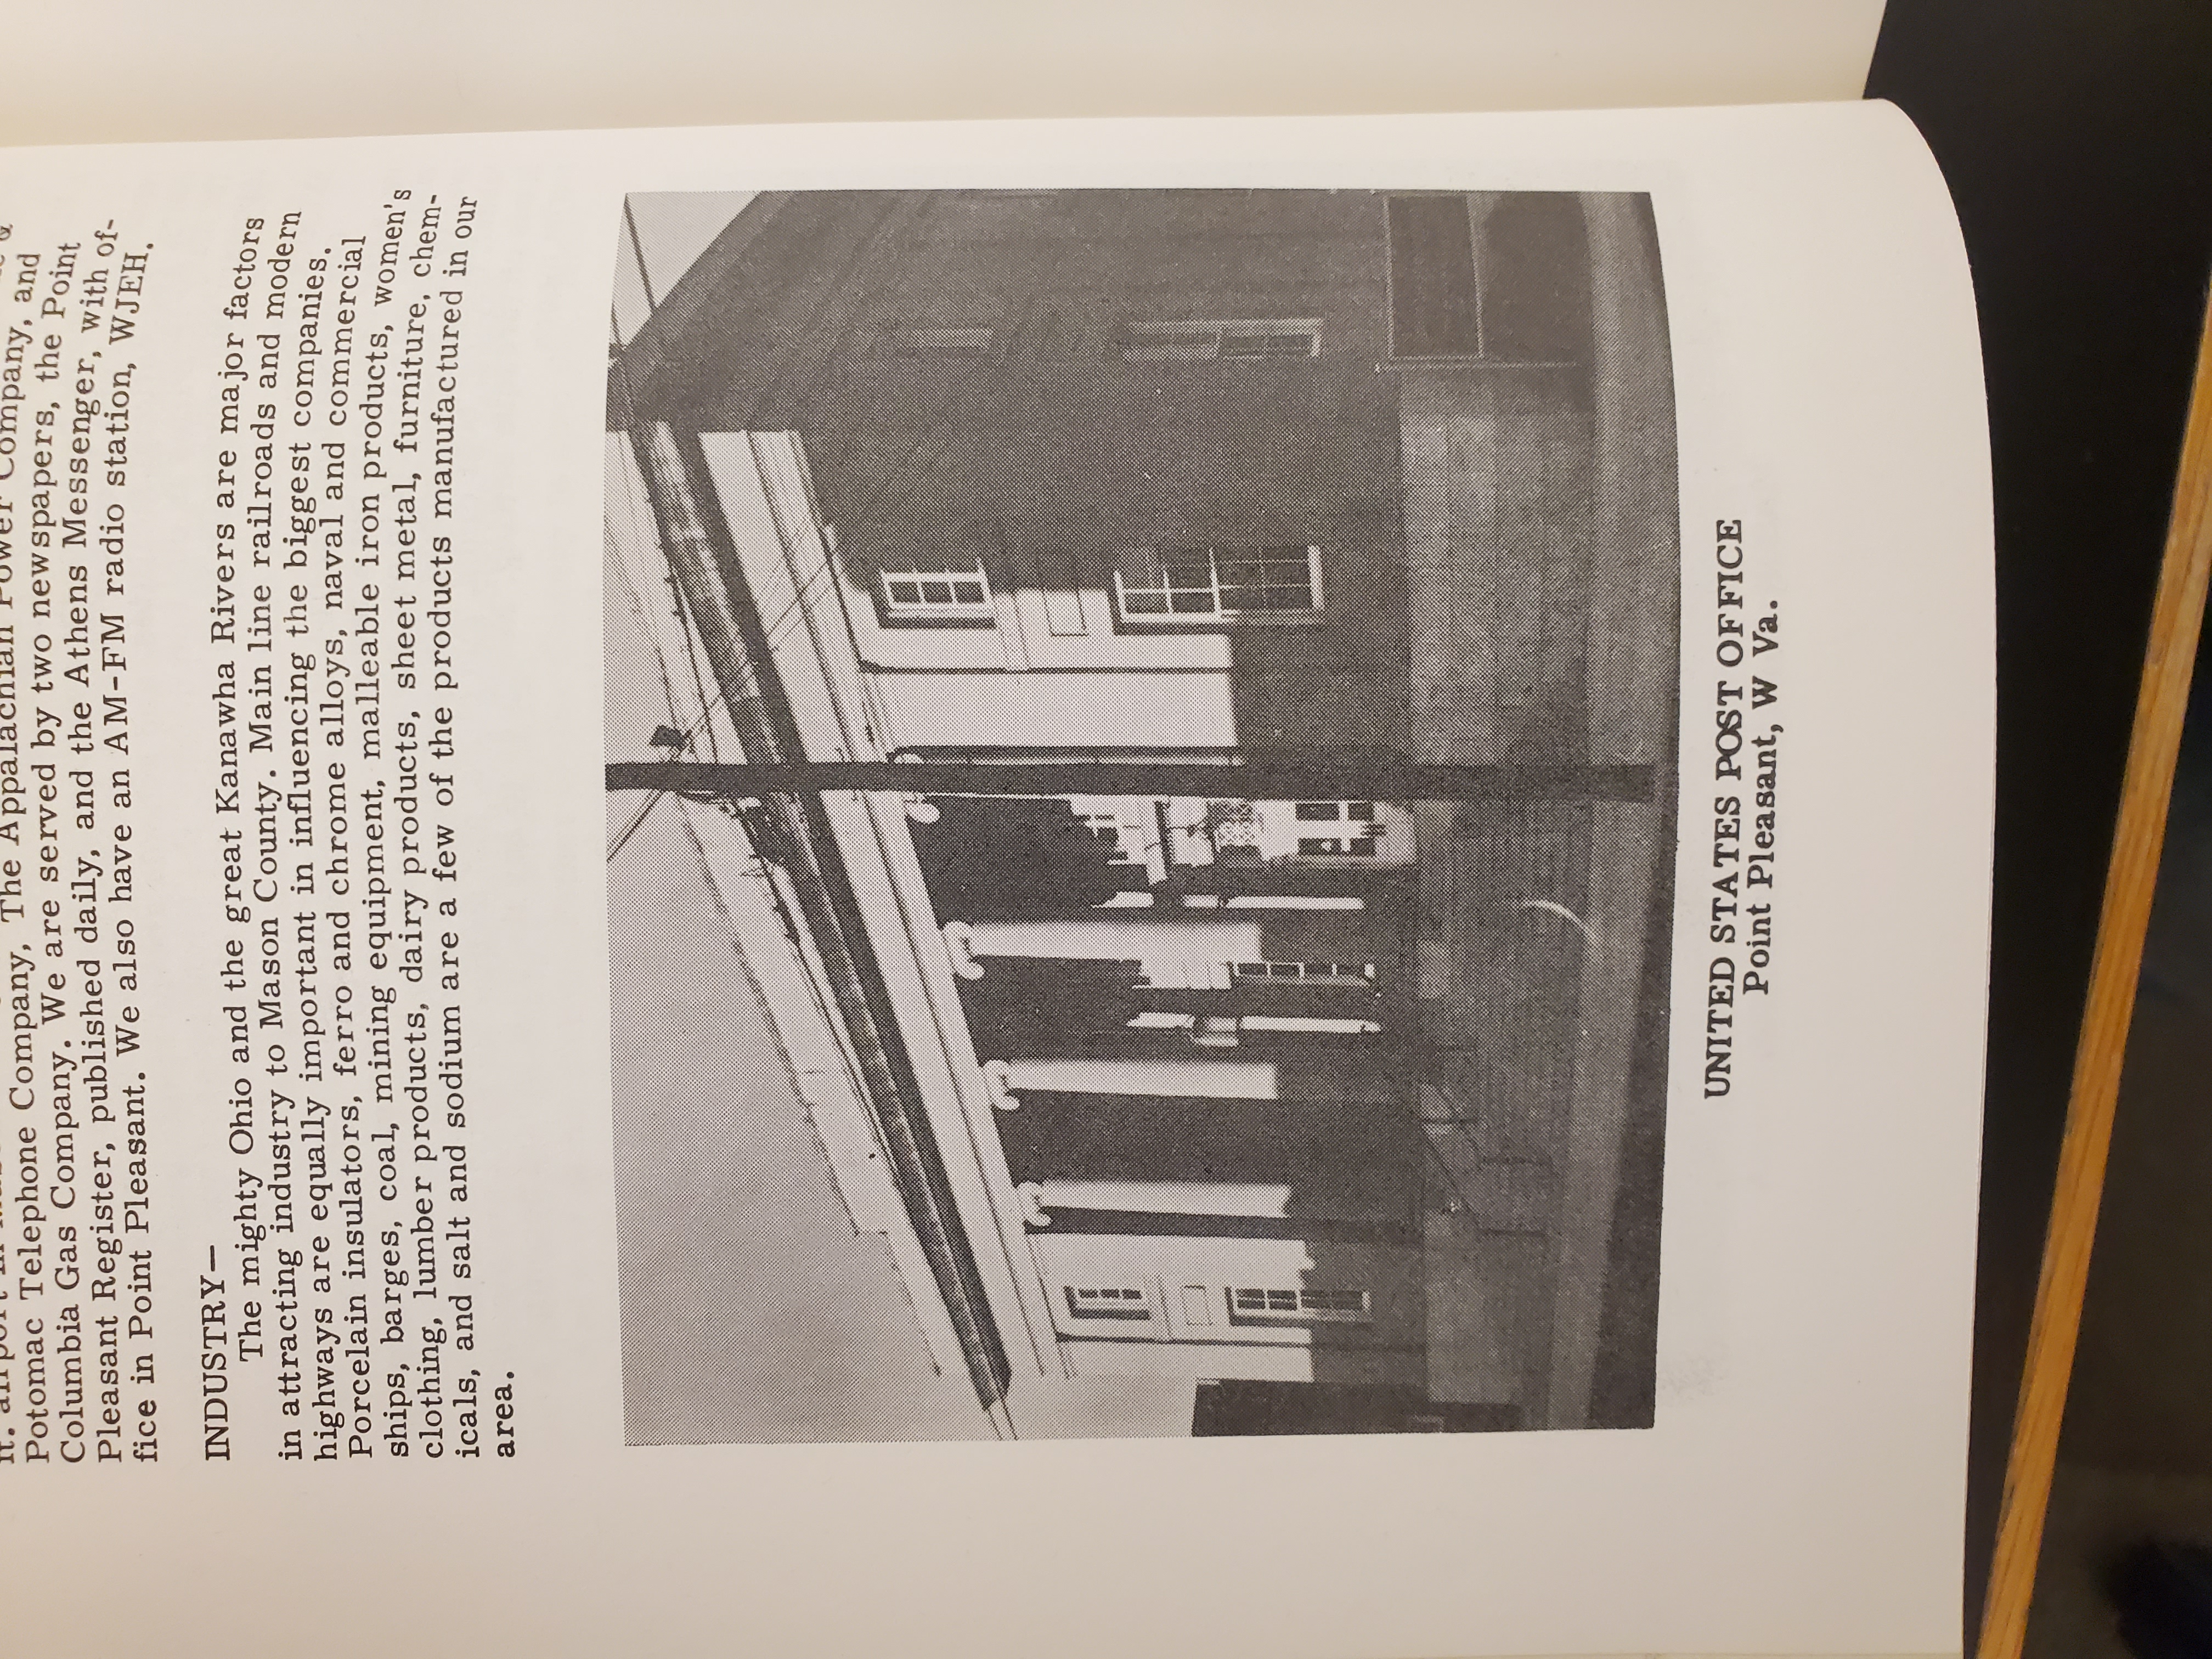 Potomac Telephone Company, The Appalachian Power Company, and
Columbia Gas Company. We are served by two newspapers, the Point
Pleasant Register, published daily, and the Athens Messenger, with of-
fice in Point Pleasant. We also have an AM-FM radio station, WJEH.
INDUSTRY—
The mighty Ohio and the great Kanawha Rivers are major factors
in attracting industry to Mason County. Main line railroads and modern
highways are equally important in influencing the biggest companies.
Porcelain insulators, ferro and chrome alloys, naval and commercial
ships, barges, coal, mining equipment, malleable iron products, women's
clothing, lumber products, dairy products, sheet metal, furniture, chem-
icals, and salt and sodium are a few of the products manufactured in our
area.
UNITED STATES POST OFFICE
Point Pleasant, W Va.